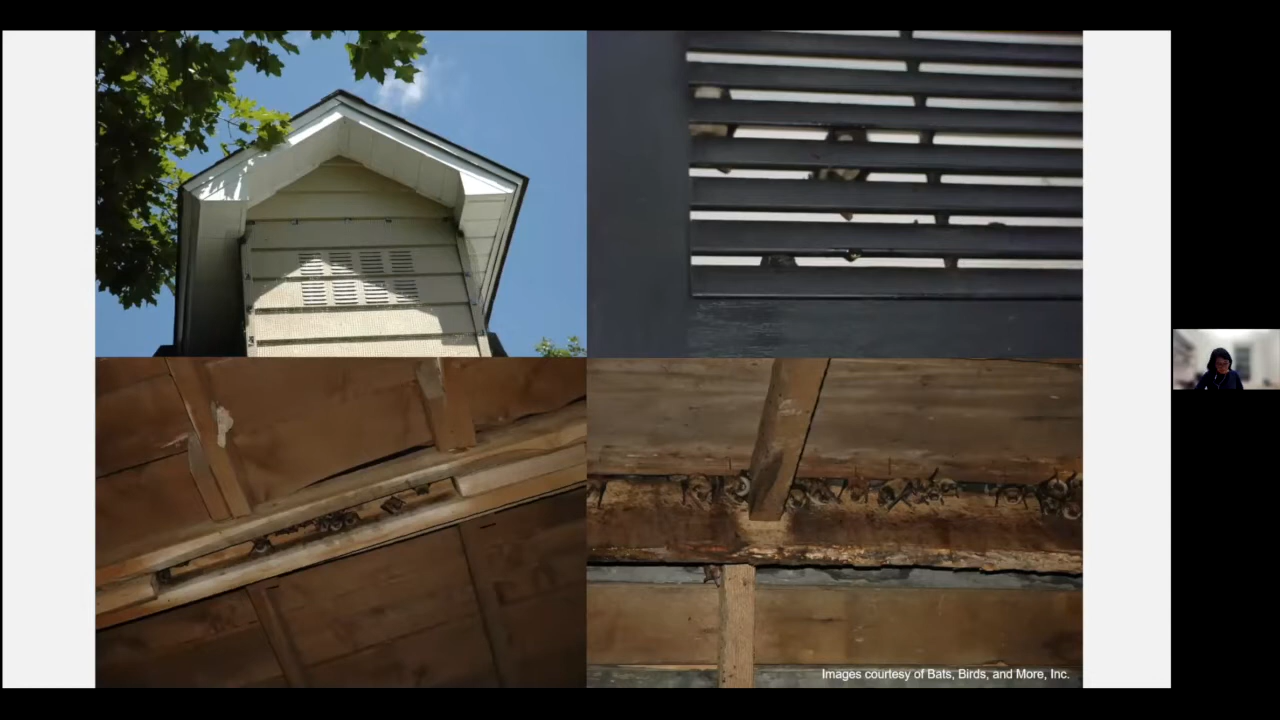 Images courtesy of Bats, Birds, and More, Inc.